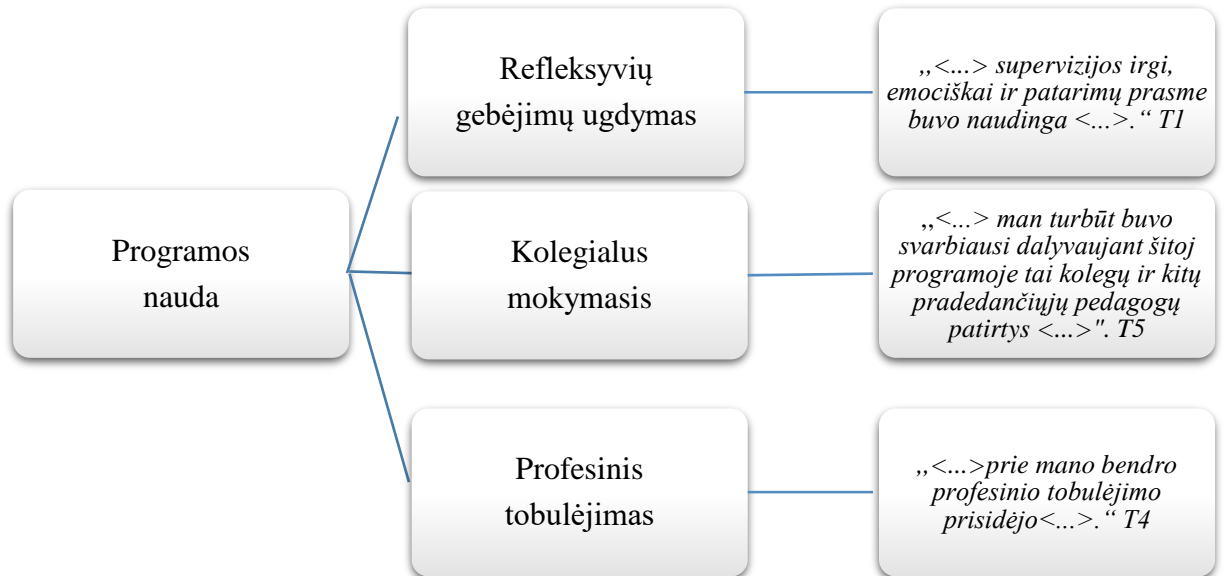 Programos
nauda
Refleksyvių
gebėjimų ugdymas
,,<...> supervizijos irgi,
emociškai ir patarimų prasme
buvo naudinga <...>.“ T1
Kolegialus
mokymasis
,,<...> man turbūt buvo
svarbiausi dalyvaujant šitoj
programoje tai kolegų ir kitų
pradedančiųjų pedagogų
patirtys <...>". T5
Profesinis
tobulėjimas
,,<...>prie mano bendro
profesinio tobulėjimo
prisidėjo<...>.“ T4